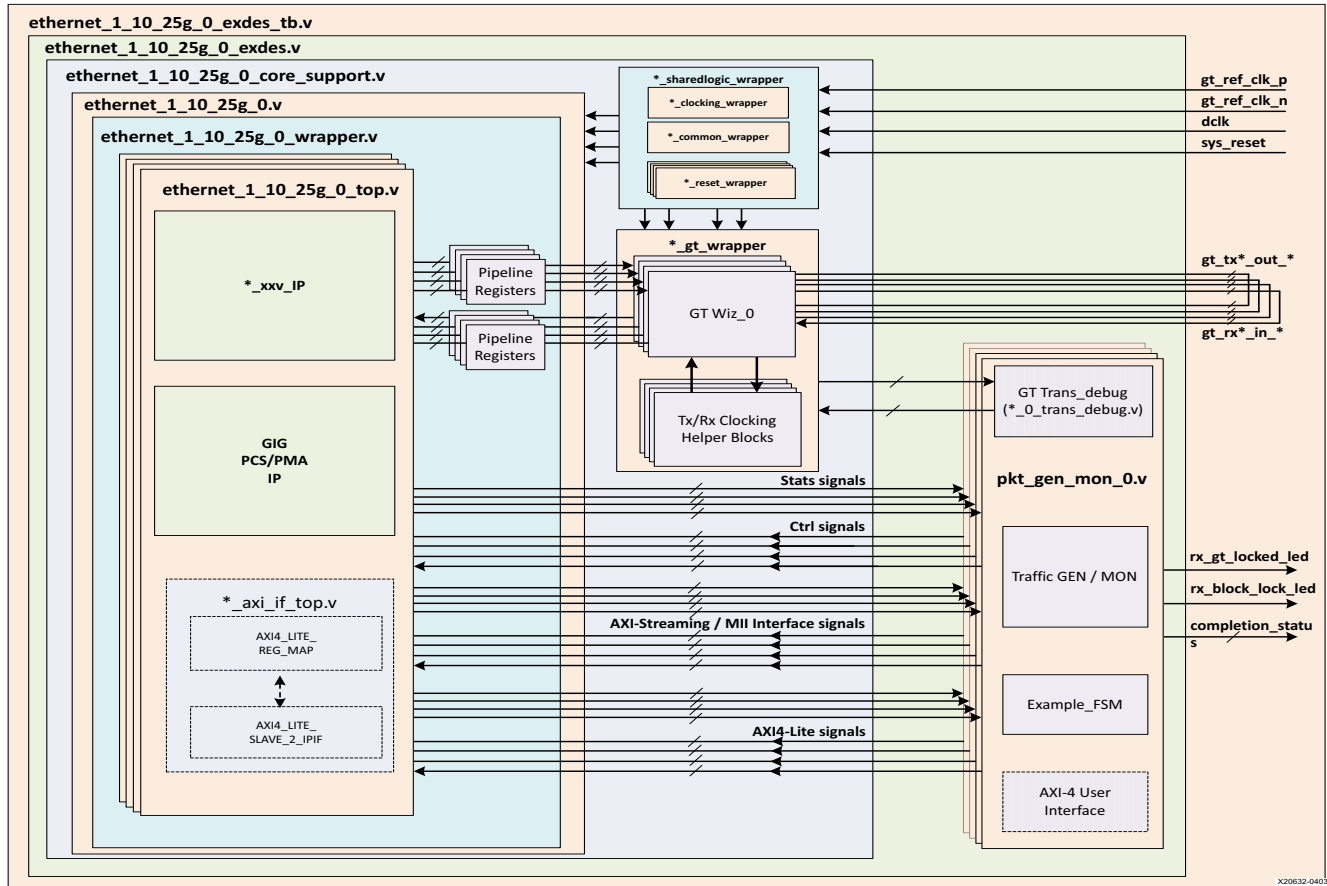 ethernet_1_10_25g_0_exdes_tb.v
ethernet_1_10_25g_0_exdes.v
ethernet_1_10_25g_0_core_support.v
ethernet_1_10_25g_0.v
ethernet_1_10_25g_0_wrapper.v
ethernet_1_10_25g_0_top.v
*_xxv_IP
GIG
PCS/PMA
IP
*_axi_if_top.v
AXI4_LITE_
REG_MAP
AXI4_LITE_
SLAVE_2_IPIF
Pipeline
Registers
Pipeline
Registers
*_sharedlogic_wrapper
*_clocking_wrapper
*_common_wrapper
*_reset_wrapper
*_gt_wrapper
GT Wiz_0
Tx/Rx Clocking
Helper Blocks
Stats signals
Ctrl signals
AXI-Streaming / MII Interface signals
AXI4-Lite signals
GT Trans_debug
(*_0_trans_debug.v)
pkt_gen_mon_0.v
Traffic GEN / MON
Example_FSM
AXI-4 User
Interface
gt_ref_clk_p
gt_ref_clk_n
dclk
sys_reset
gt_tx*_out_*
gt_rx*_in_*
rx_gt_locked_led
rx_block_lock_led
completion_statu
s
X20632-0403